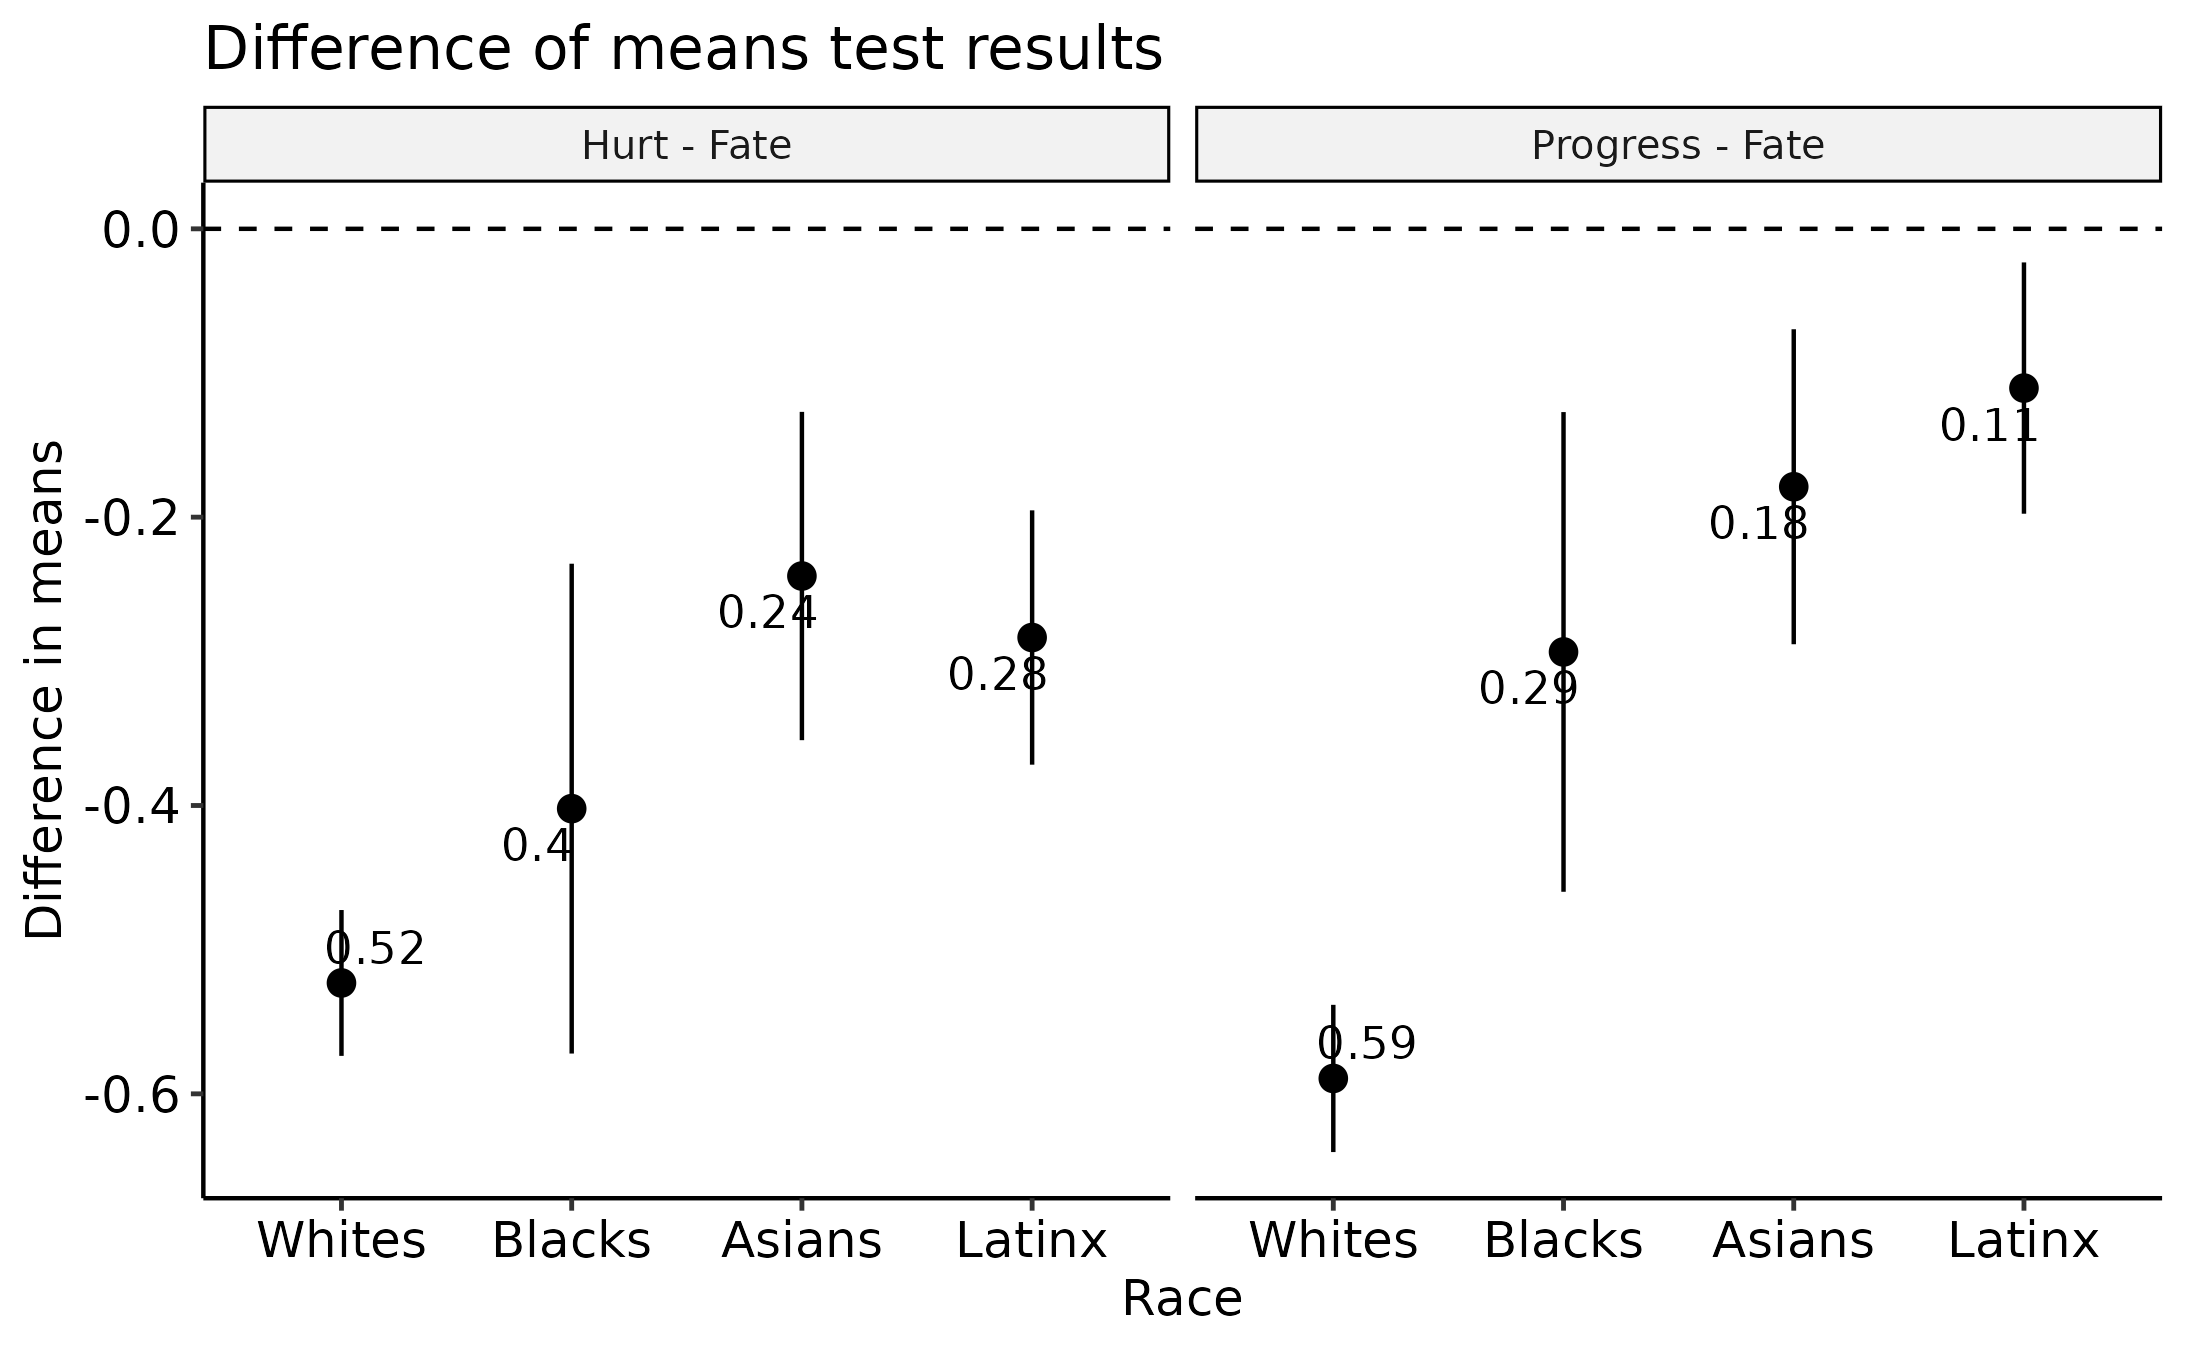 Difference of means test results
Hurt - Fate
Progress - Fate
Difference in means
0.0
-0.2
-0.4
-0.6
0.52
0.4
0.24
0.28
0.59
0.29
0.18
0.11
Whites Blacks Asians Latinx
Whites Blacks Asians Latinx
Race